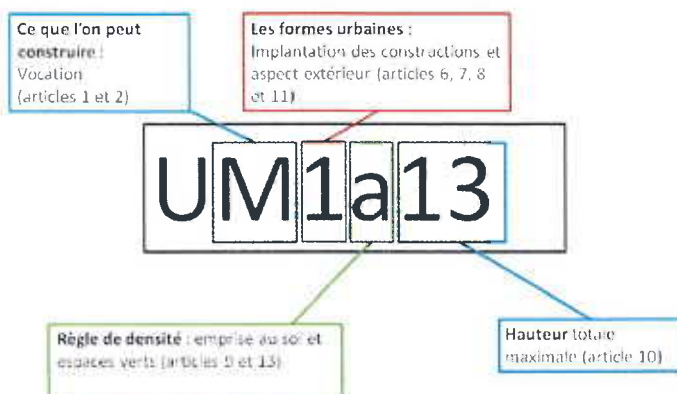 Ce que l'on peut
construire :
Vocation
(articles 1 et 2)
Les formes urbaines :
Implantation des constructions et
aspect extérieur (articles 6, 7, 8
et 11)
UM1a13
Règle de densité : emprise au sol et
espaces verts (articles 9 et 13)
Hauteur totale
maximale (article 10)